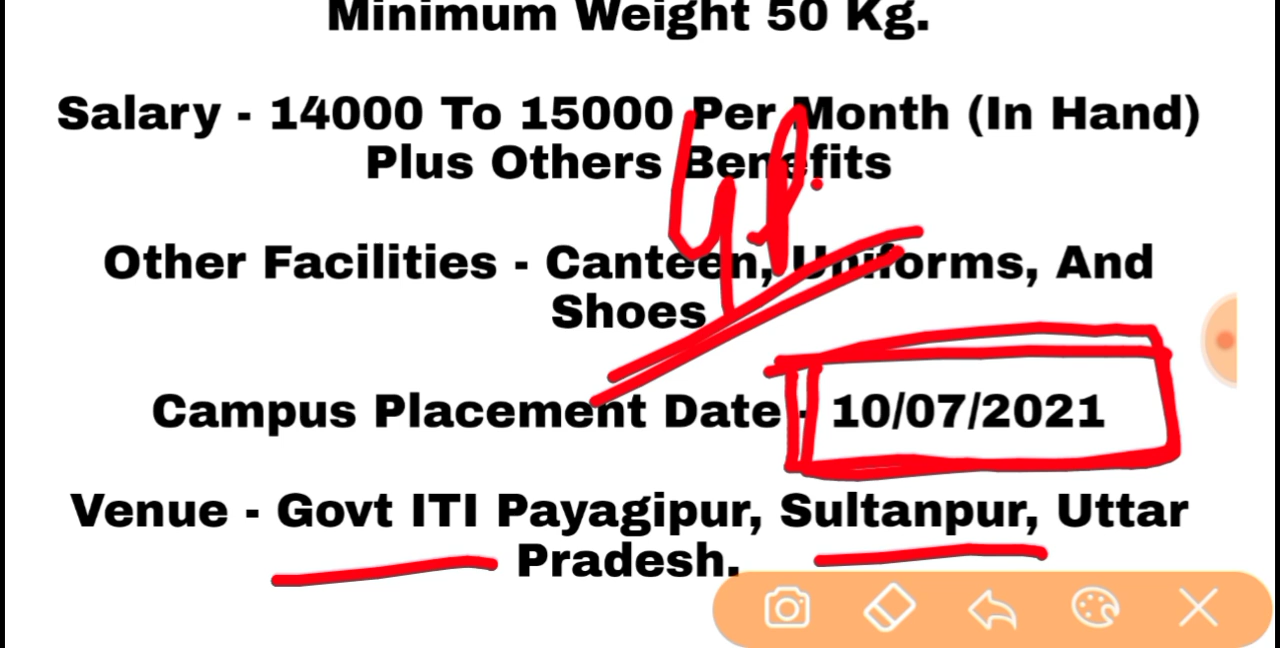 Minimum Weight 50 Kg.
Salary - 14000 To 15000 Per Month (In Hand)
Plus Others Benefits
U.P.
Other Facilities - Canteen, Uniforms, And
Shoes
Campus Placement Date - 10/07/2021
Venue - Govt ITI Payagipur, Sultanpur, Uttar
Pradesh.